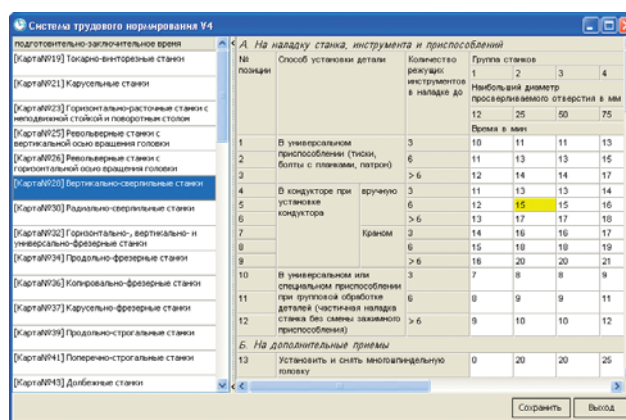 Система трудового нормирования V4
подготовительно-заключительное время
[Карта№19] Токарно-винторезные станки
[Карта№21] Карусельные станки
[Карта№23] Горизонтально-расточные станки с
неподвижной стойкой и поворотным столом
[Карта№25] Револьверные станки с
вертикальной осью вращения головки
[Карта№26] Револьверные станки с
горизонтальной осью вращения головки
[Карта№28] Вертикально-сверлильные станки
[Карта№30] Радиально-сверлильные станки
[Карта№32] Горизонтально-, вертикально- и
универсально-фрезерные станки
[Карта№34] Продольно-фрезерные станки
[Карта№36] Копировально-фрезерные станки
[Карта№37] Карусельно-фрезерные станки
[Карта№39] Продольно-строгальные станки
[Карта№41] Поперечно-строгальные станки
[Карта№43] Долбежные станки
А. На наладку станка, инструмента и приспособлений
№ позиции Способ установки детали Количество режущих инструментов в наладке до Группа станков
1 2 3 4
Наибольший диаметр
просверливаемого отверстия в мм
12 25 50 75
Время в мин
1 В универсальном приспособлении (тиски, болты с планками, патрон) 3 10 11 11 13
2 6 11 13 13 15
3 > 6 12 14 14 17
4 В кондукторе при установке кондуктора вручную 3 11 13 13 14
5 6 12 15 15 16
6 > 6 13 17 17 18
7 Краном 3 14 16 16 17
8 6 15 18 18 19
9 > 6 16 20 20 21
10 В универсальном или специальном приспособлении при групповой обработке деталей (частичная наладка станка без смены зажимного приспособления) 3 7 8 8 9
11 6 8 9 9 11
12 > 6 9 10 10 12
Б. На дополнительные приемы
13 Установить и снять многошпиндельную головку 0 20 20 25
Сохранить Выход